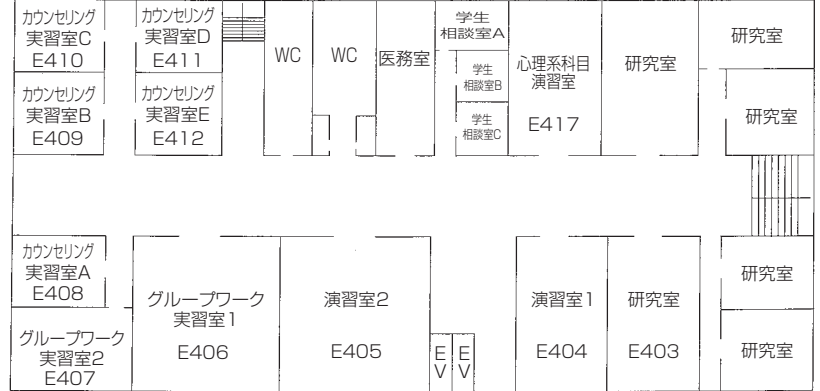 カウンセリング
実習室C
E410
カウンセリング
実習室D
E411
WC
WC
医務室
学生
相談室A
学生
相談室B
学生
相談室C
心理系科目
演習室
E417
研究室
研究室
研究室
カウンセリング
実習室B
E409
カウンセリング
実習室E
E412
カウンセリング
実習室A
E408
グループワーク
実習室2
E407
グループワーク
実習室1
E406
演習室2
E405
EV
EV
演習室1
E404
研究室
E403
研究室
研究室